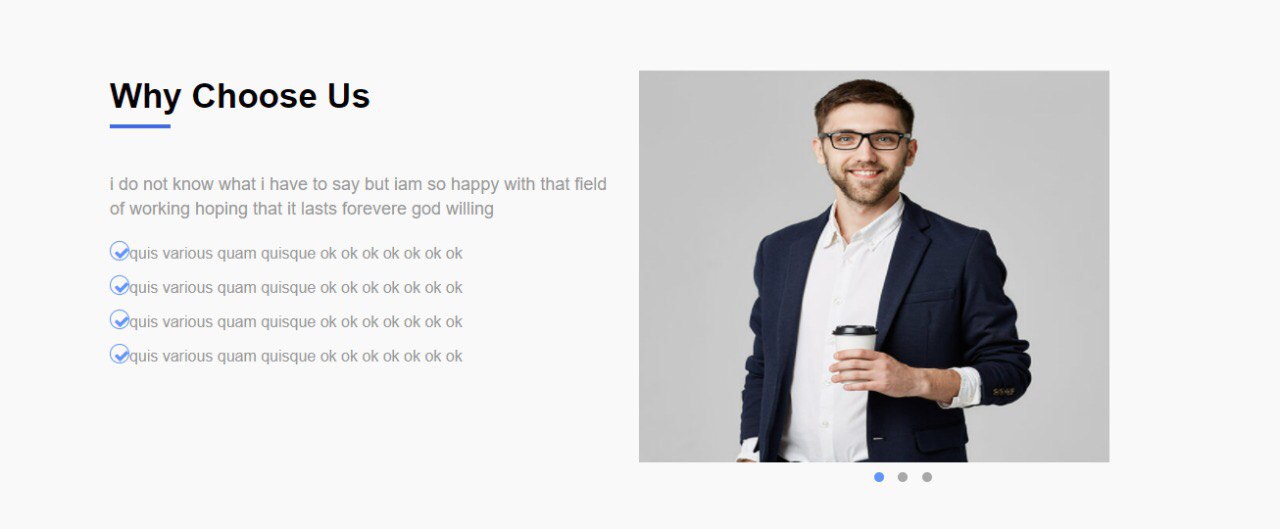 Why Choose Us
i do not know what i have to say but iam so happy with that field
of working hoping that it lasts forevere god willing
quis various quam quisque ok ok ok ok ok ok ok
quis various quam quisque ok ok ok ok ok ok ok
quis various quam quisque ok ok ok ok ok ok ok
quis various quam quisque ok ok ok ok ok ok ok